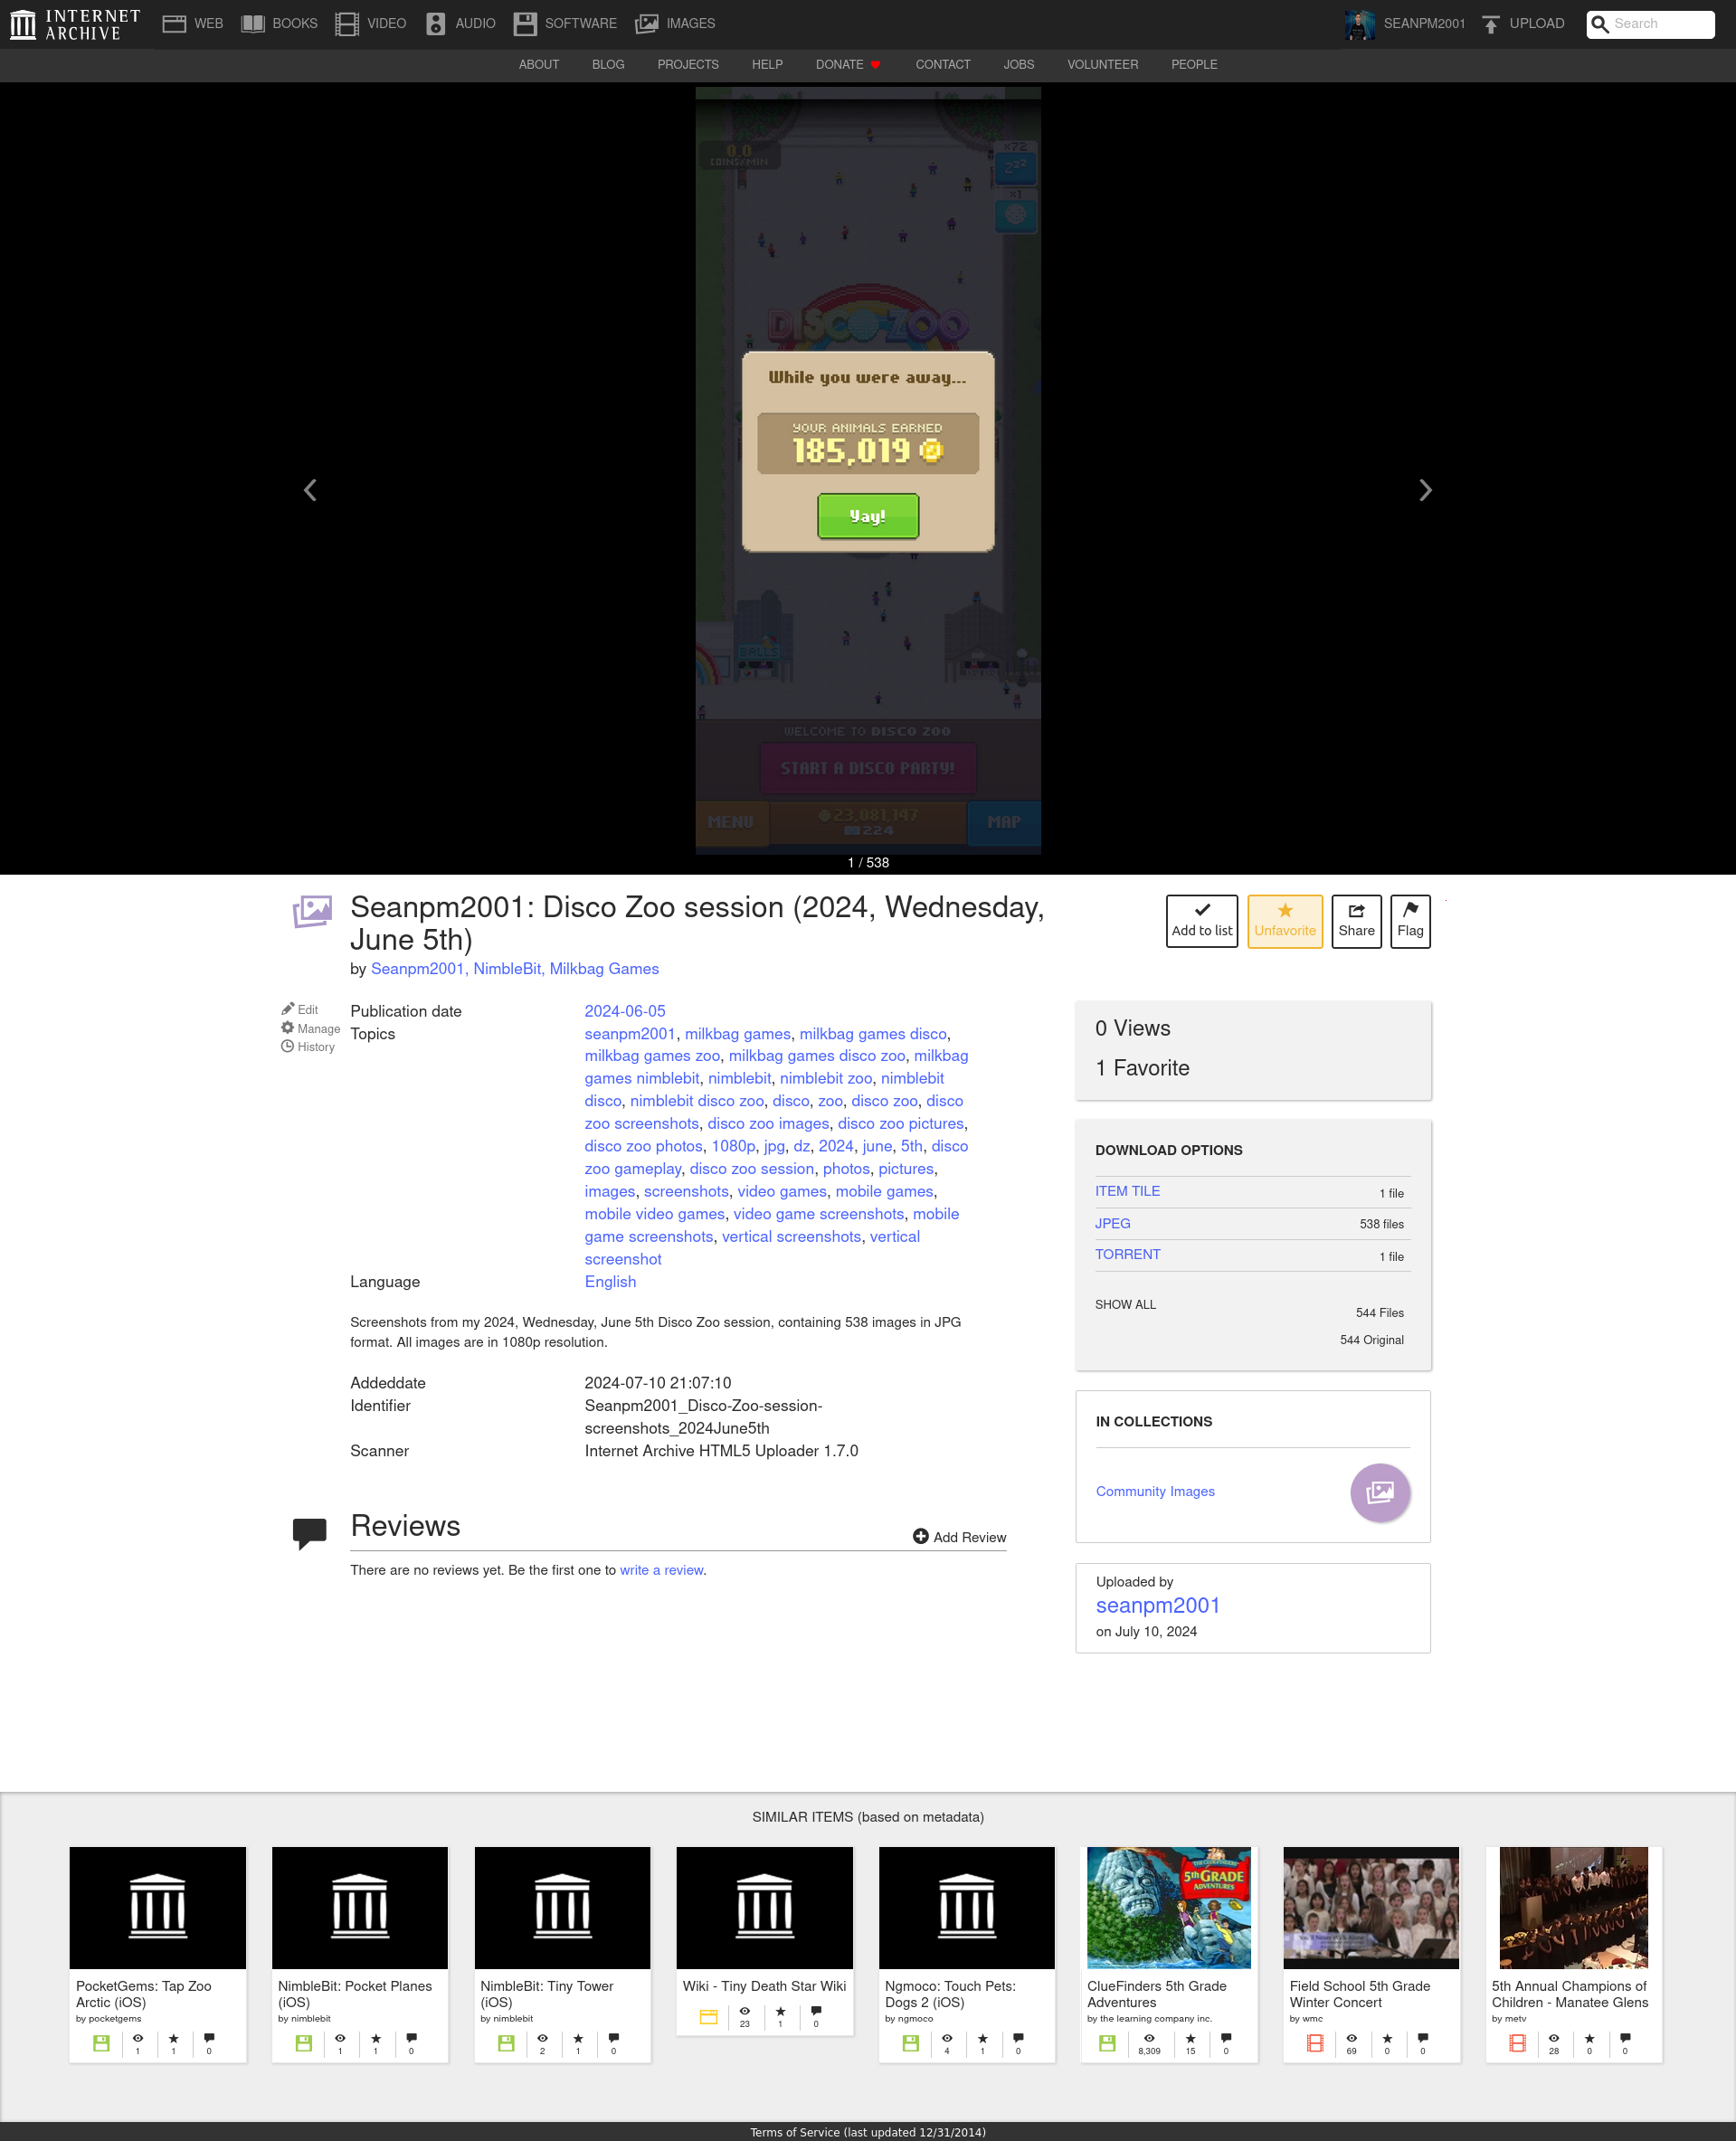 INTERNET ARCHIVE
WEB
BOOKS
VIDEO
AUDIO
SOFTWARE
IMAGES
SEANPM2001
UPLOAD
Search
ABOUT
BLOG
PROJECTS
HELP
DONATE
CONTACT
JOBS
VOLUNTEER
PEOPLE
0.0
COINS/MIN
x72
zzz
x1
DISCO ZOO
While you were away...
YOUR ANIMALS EARNED
185,019
Yay!
BALLS
WELCOME TO DISCO ZOO
START A DISCO PARTY!
MENU
23,081,147
224
MAP
1 / 538
Seanpm2001: Disco Zoo session (2024, Wednesday,
June 5th)
by Seanpm2001, NimbleBit, Milkbag Games
Add to list
Unfavorite
Share
Flag
Edit
Manage
History
Publication date 2024-06-05
Topics seanpm2001, milkbag games, milkbag games disco,
milkbag games zoo, milkbag games disco zoo, milkbag
games nimblebit, nimblebit, nimblebit zoo, nimblebit
disco, nimblebit disco zoo, disco, zoo, disco zoo, disco
zoo screenshots, disco zoo images, disco zoo pictures,
disco zoo photos, 1080p, jpg, dz, 2024, june, 5th, disco
zoo gameplay, disco zoo session, photos, pictures,
images, screenshots, video games, mobile games,
mobile video games, video game screenshots, mobile
game screenshots, vertical screenshots, vertical
screenshot
Language English
Screenshots from my 2024, Wednesday, June 5th Disco Zoo session, containing 538 images in JPG
format. All images are in 1080p resolution.
Addeddate 2024-07-10 21:07:10
Identifier Seanpm2001_Disco-Zoo-session-
screenshots_2024June5th
Scanner Internet Archive HTML5 Uploader 1.7.0
Reviews
Add Review
There are no reviews yet. Be the first one to write a review.
0 Views
1 Favorite
DOWNLOAD OPTIONS
ITEM TILE 1 file
JPEG 538 files
TORRENT 1 file
SHOW ALL 544 Files
544 Original
IN COLLECTIONS
Community Images
Uploaded by
seanpm2001
on July 10, 2024
SIMILAR ITEMS (based on metadata)
PocketGems: Tap Zoo
Arctic (iOS)
by pocketgems
1 1 0
NimbleBit: Pocket Planes
(iOS)
by nimblebit
1 1 0
NimbleBit: Tiny Tower
(iOS)
by nimblebit
2 1 0
Wiki - Tiny Death Star Wiki
23 1 0
Ngmoco: Touch Pets:
Dogs 2 (iOS)
by ngmoco
4 1 0
THE CLUEFINDERS
5th GRADE
ADVENTURES
ClueFinders 5th Grade
Adventures
by the learning company inc.
8,309 15 0
Field School 5th Grade
Winter Concert
by wmc
69 0 0
5th Annual Champions of
Children - Manatee Glens
by metv
28 0 0
Terms of Service (last updated 12/31/2014)